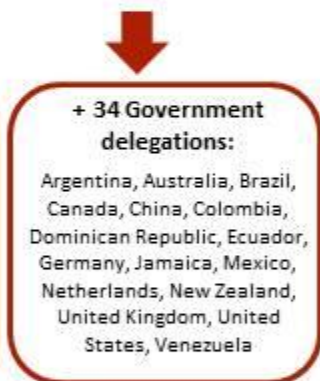 + 34 Government
delegations:
Argentina, Australia, Brazil,
Canada, China, Colombia,
Dominican Republic, Ecuador,
Germany, Jamaica, Mexico,
Netherlands, New Zealand,
United Kingdom, United
States, Venezuela